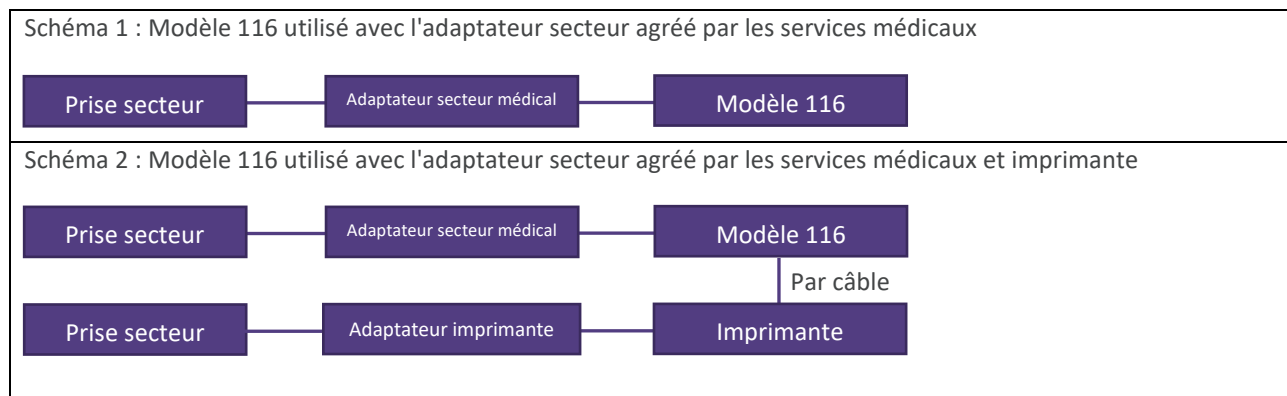 Schéma 1 : Modèle 116 utilisé avec l'adaptateur secteur agréé par les services médicaux
Prise secteur Adaptateur secteur médical Modèle 116
Schéma 2 : Modèle 116 utilisé avec l'adaptateur secteur agréé par les services médicaux et imprimante
Prise secteur Adaptateur secteur médical Modèle 116
Par câble
Prise secteur Adaptateur imprimante Imprimante